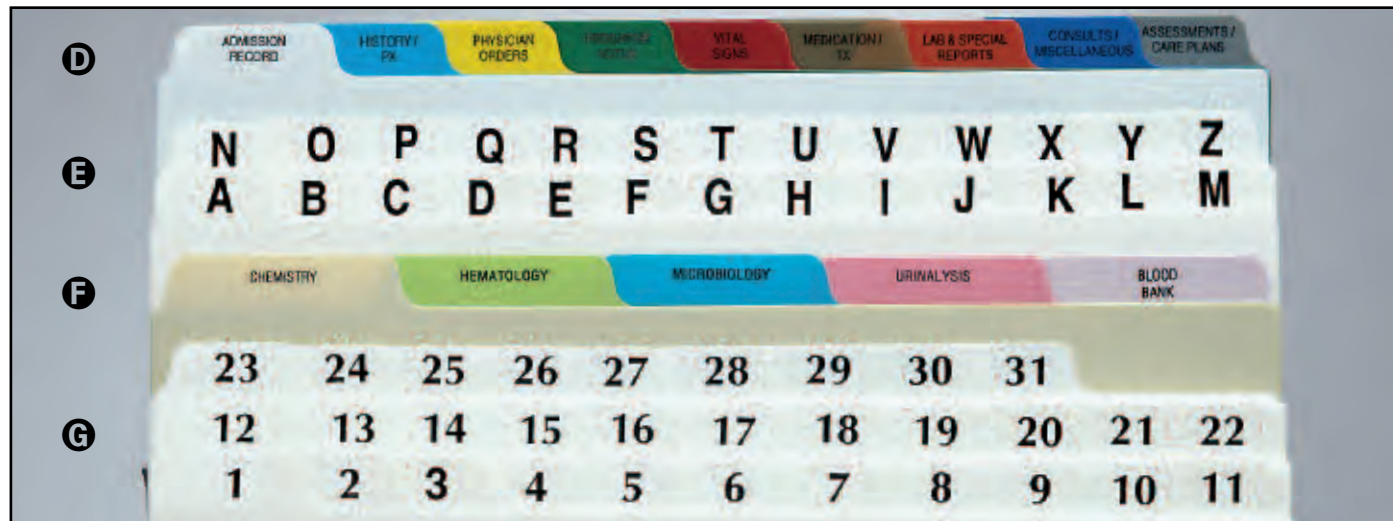 D
ADMISSION RECORD
HISTORY / PX
PHYSICIAN ORDERS
VITAL SIGNS
MEDICATION / TX
LAB & SPECIAL REPORTS
CONSULTS / MISCELLANEOUS
ASSESSMENTS / CARE PLANS
E
N O P Q R S T U V W X Y Z
A B C D E F G H I J K L M
F
CHEMISTRY
HEMATOLOGY
MICROBIOLOGY
URINALYSIS
BLOOD BANK
23 24 25 26 27 28 29 30 31
G
12 13 14 15 16 17 18 19 20 21 22
1 2 3 4 5 6 7 8 9 10 11